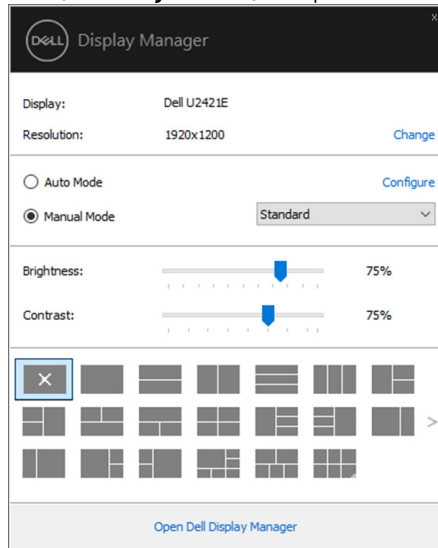 DELL Display Manager
Display: Dell U2421E
Resolution: 1920x1200 Change
Auto Mode Configure
Manual Mode Standard
Brightness: 75%
Contrast: 75%
Open Dell Display Manager